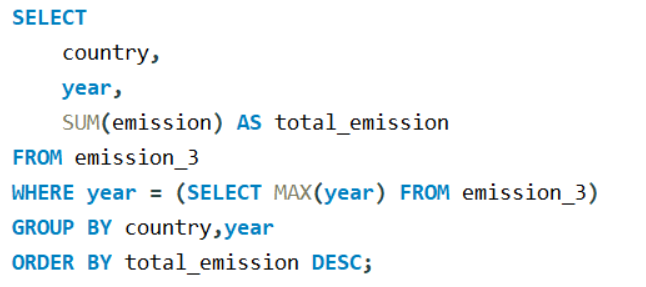 SELECT
country,
year,
SUM(emission) AS total_emission
FROM emission_3
WHERE year = (SELECT MAX(year) FROM emission_3)
GROUP BY country,year
ORDER BY total_emission DESC;